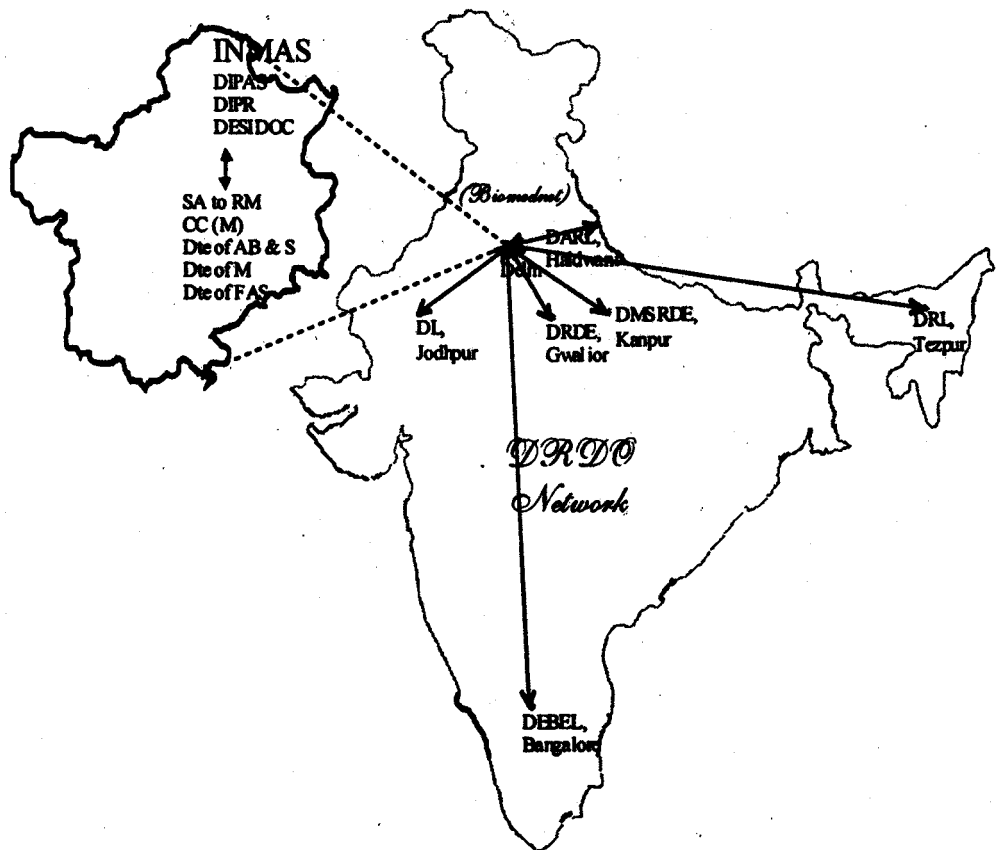 INMAS
DIPAS
DIPR
DESIDOC
SA to RM
CC (M)
Dte of AB & S
Dte of M
Dte of FAS
(Biomednet)
DARL,
Haldwani
Delhi
DL,
Jodhpur
DRDE,
Gwalior
DMSRDE,
Kanpur
DRL,
Tezpur
DRDO
Network
DEBEL,
Bangalore